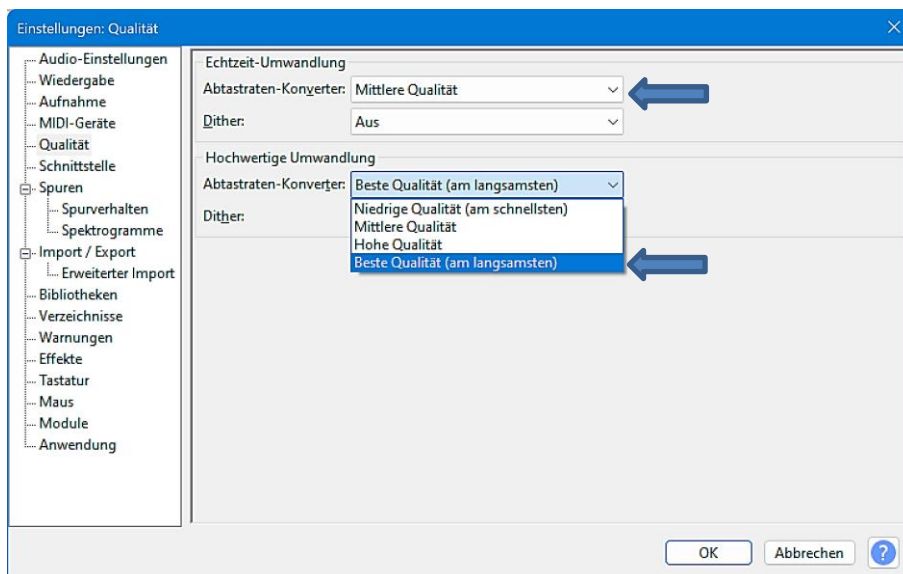 Einstellungen: Qualität
Audio-Einstellungen
Wiedergabe
Aufnahme
MIDI-Geräte
Qualität
Schnittstelle
Spuren
Spurverhalten
Spektrogramme
Import / Export
Erweiterter Import
Bibliotheken
Verzeichnisse
Warnungen
Effekte
Tastatur
Maus
Module
Anwendung
Echtzeit-Umwandlung
Abtastraten-Konverter: Mittlere Qualität
Dither: Aus
Hochwertige Umwandlung
Abtastraten-Konverter: Beste Qualität (am langsamsten)
Dither:
Niedrige Qualität (am schnellsten)
Mittlere Qualität
Hohe Qualität
Beste Qualität (am langsamsten)
OK
Abbrechen
?